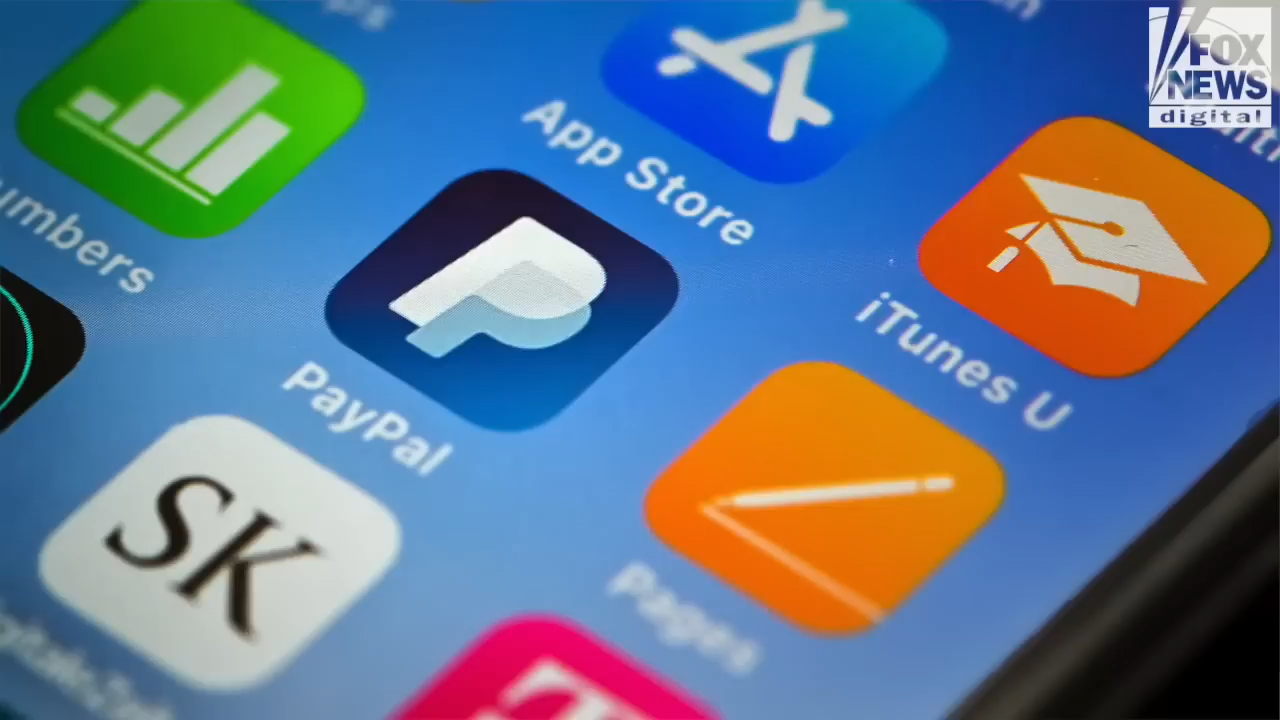 FOX
NEWS
digital
App Store
umbers
iTunes U
PayPal
SK
Pages
T